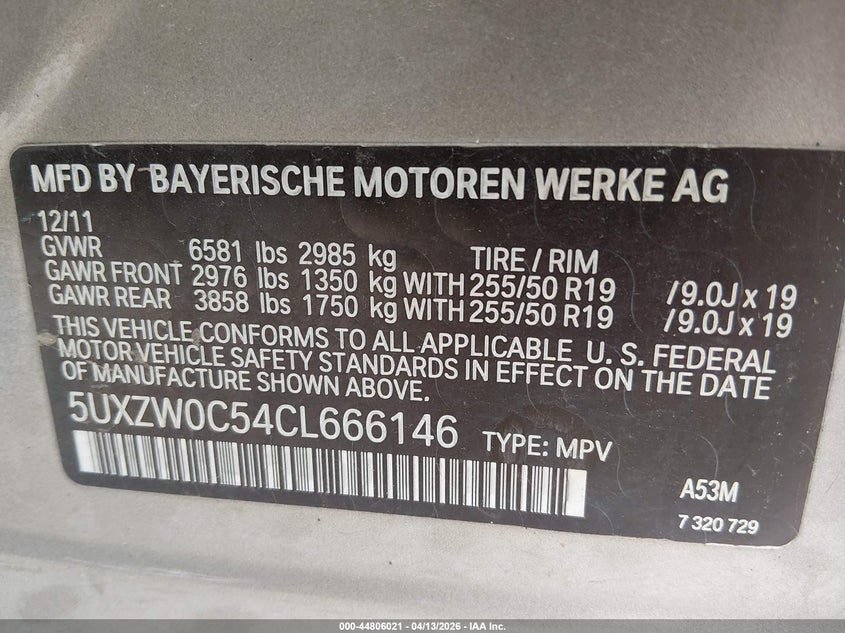 MFD BY BAYERISCHE MOTOREN WERKE AG
12/11
GVWR 6581 lbs 2985 kg TIRE / RIM
GAWR FRONT 2976 lbs 1350 kg WITH 255/50 R19 /9.0J x 19
GAWR REAR 3858 lbs 1750 kg WITH 255/50 R19 /9.0J x 19
THIS VEHICLE CONFORMS TO ALL APPLICABLE U. S. FEDERAL
MOTOR VEHICLE SAFETY STANDARDS IN EFFECT ON THE DATE
OF MANUFACTURE SHOWN ABOVE.
5UXZW0C54CL666146 TYPE: MPV
A53M
7 320 729
000-44806021 - 04/13/2026 - IAA Inc.